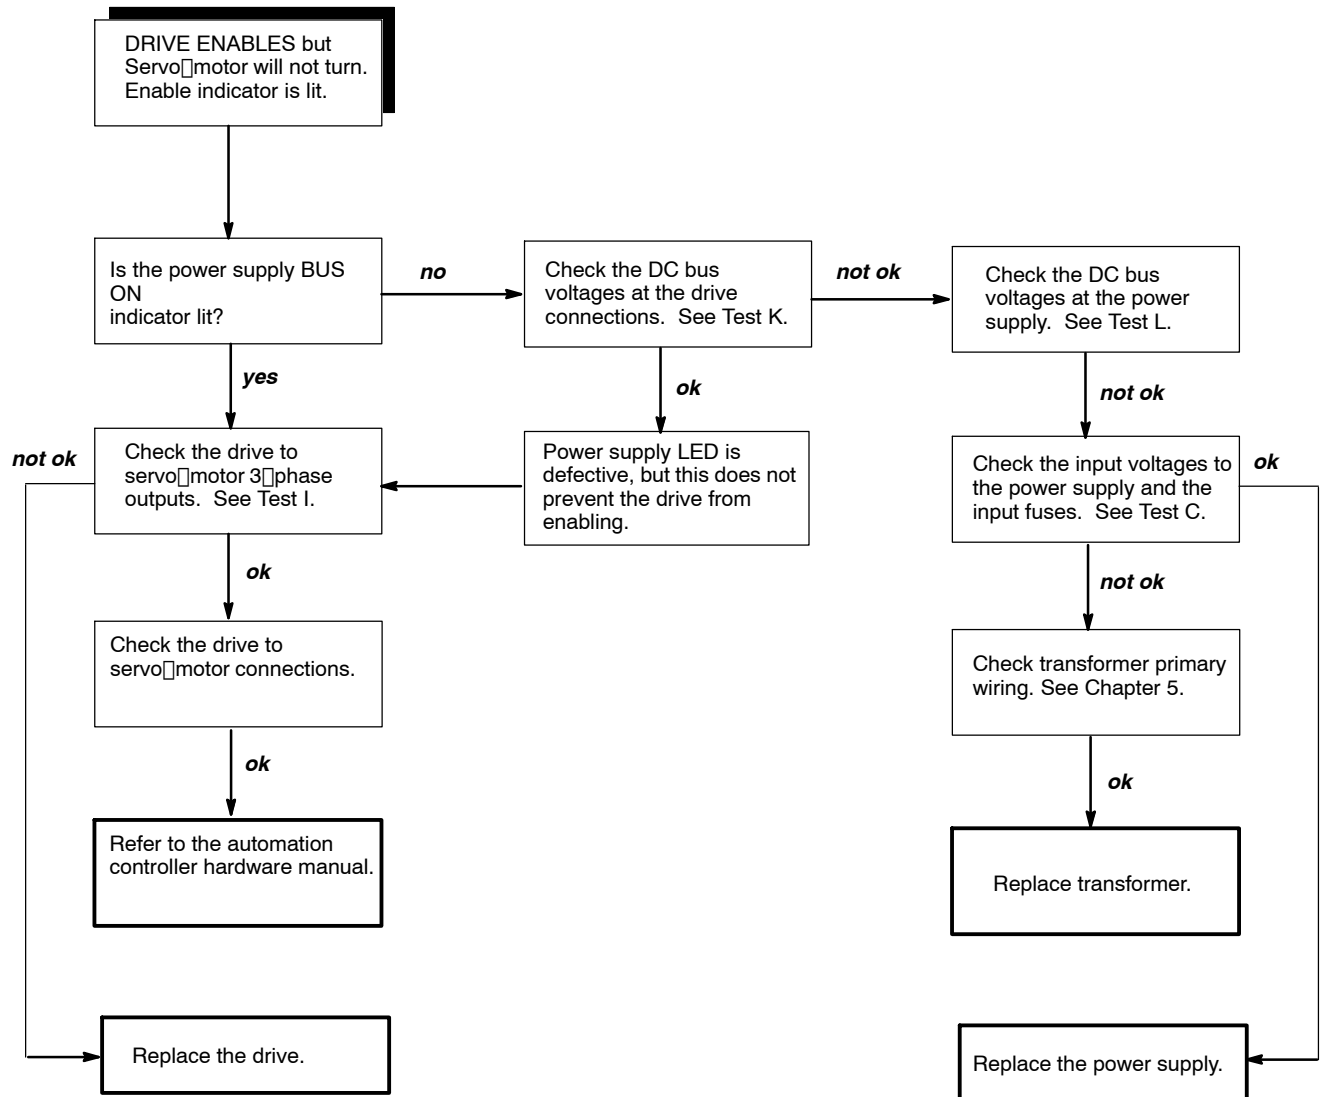 DRIVE ENABLES but
Servo▯motor will not turn.
Enable indicator is lit.
Is the power supply BUS
ON
indicator lit?
no
Check the DC bus
voltages at the drive
connections. See Test K.
not ok
Check the DC bus
voltages at the power
supply. See Test L.
yes
ok
not ok
not ok
Check the drive to
servo▯motor 3▯phase
outputs. See Test I.
Power supply LED is
defective, but this does not
prevent the drive from
enabling.
Check the input voltages to
the power supply and the
input fuses. See Test C.
ok
ok
not ok
Check the drive to
servo▯motor connections.
Check transformer primary
wiring. See Chapter 5.
ok
ok
Refer to the automation
controller hardware manual.
Replace transformer.
Replace the drive.
Replace the power supply.